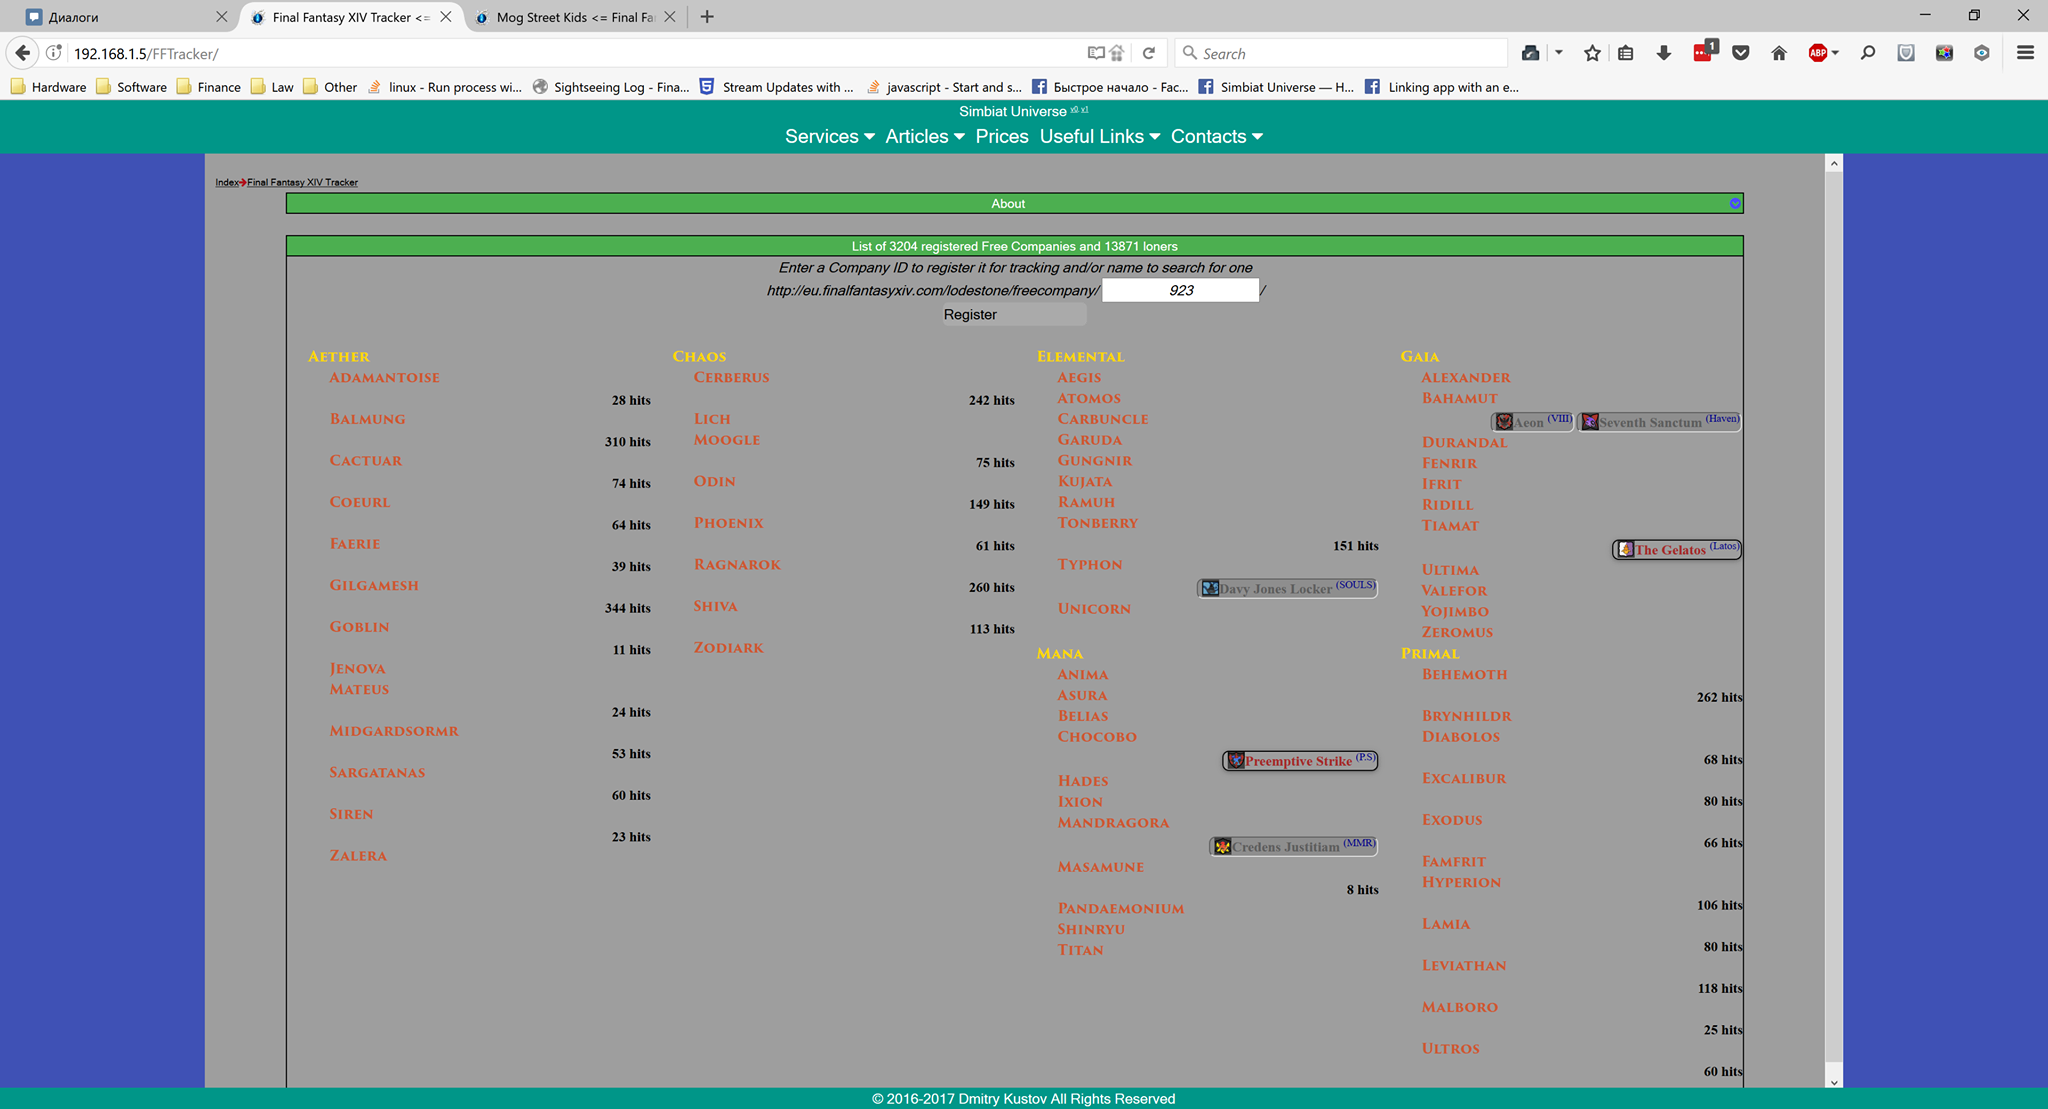 Диалоги
Final Fantasy XIV Tracker <=
Mog Street Kids <= Final Fa
192.168.1.5/FFTracker/
Search
1
ABP
Hardware Software Finance Law Other linux - Run process wi... Sightseeing Log - Fina... Stream Updates with ... javascript - Start and s... Быстрое начало - Fac... Simbiat Universe — H... Linking app with an e...
Simbiat Universe v0 v1
Services Articles Prices Useful Links Contacts
Index Final Fantasy XIV Tracker
About
List of 3204 registered Free Companies and 13871 loners
Enter a Company ID to register it for tracking and/or name to search for one
http://eu.finalfantasyxiv.com/lodestone/freecompany/ 923 /
Register
Aether
Adamantoise
28 hits
Balmung
310 hits
Cactuar
74 hits
Coeurl
64 hits
Faerie
39 hits
Gilgamesh
344 hits
Goblin
11 hits
Jenova
Mateus
24 hits
Midgardsormr
53 hits
Sargatanas
60 hits
Siren
23 hits
Zalera
Chaos
Cerberus
242 hits
Lich
Moogle
75 hits
Odin
149 hits
Phoenix
61 hits
Ragnarok
260 hits
Shiva
113 hits
Zodiark
Elemental
Aegis
Atomos
Carbuncle
Garuda
Gungnir
Kujata
Ramuh
Tonberry
151 hits
Typhon
Davy Jones Locker (SOULS)
Unicorn
Mana
Anima
Asura
Belias
Chocobo
Preemptive Strike (P.S)
Hades
Ixion
Mandragora
Credens Justitiam (MMR)
Masamune
8 hits
Pandaemonium
Shinryu
Titan
Gaia
Alexander
Bahamut
Aeon (VIII) Seventh Sanctum (Haven)
Durandal
Fenrir
Ifrit
Ridill
Tiamat
The Gelatos (Latos)
Ultima
Valefor
Yojimbo
Zeromus
Primal
Behemoth
262 hits
Brynhildr
Diabolos
68 hits
Excalibur
80 hits
Exodus
66 hits
Famfrit
Hyperion
106 hits
Lamia
80 hits
Leviathan
118 hits
Malboro
25 hits
Ultros
60 hits
© 2016-2017 Dmitry Kustov All Rights Reserved